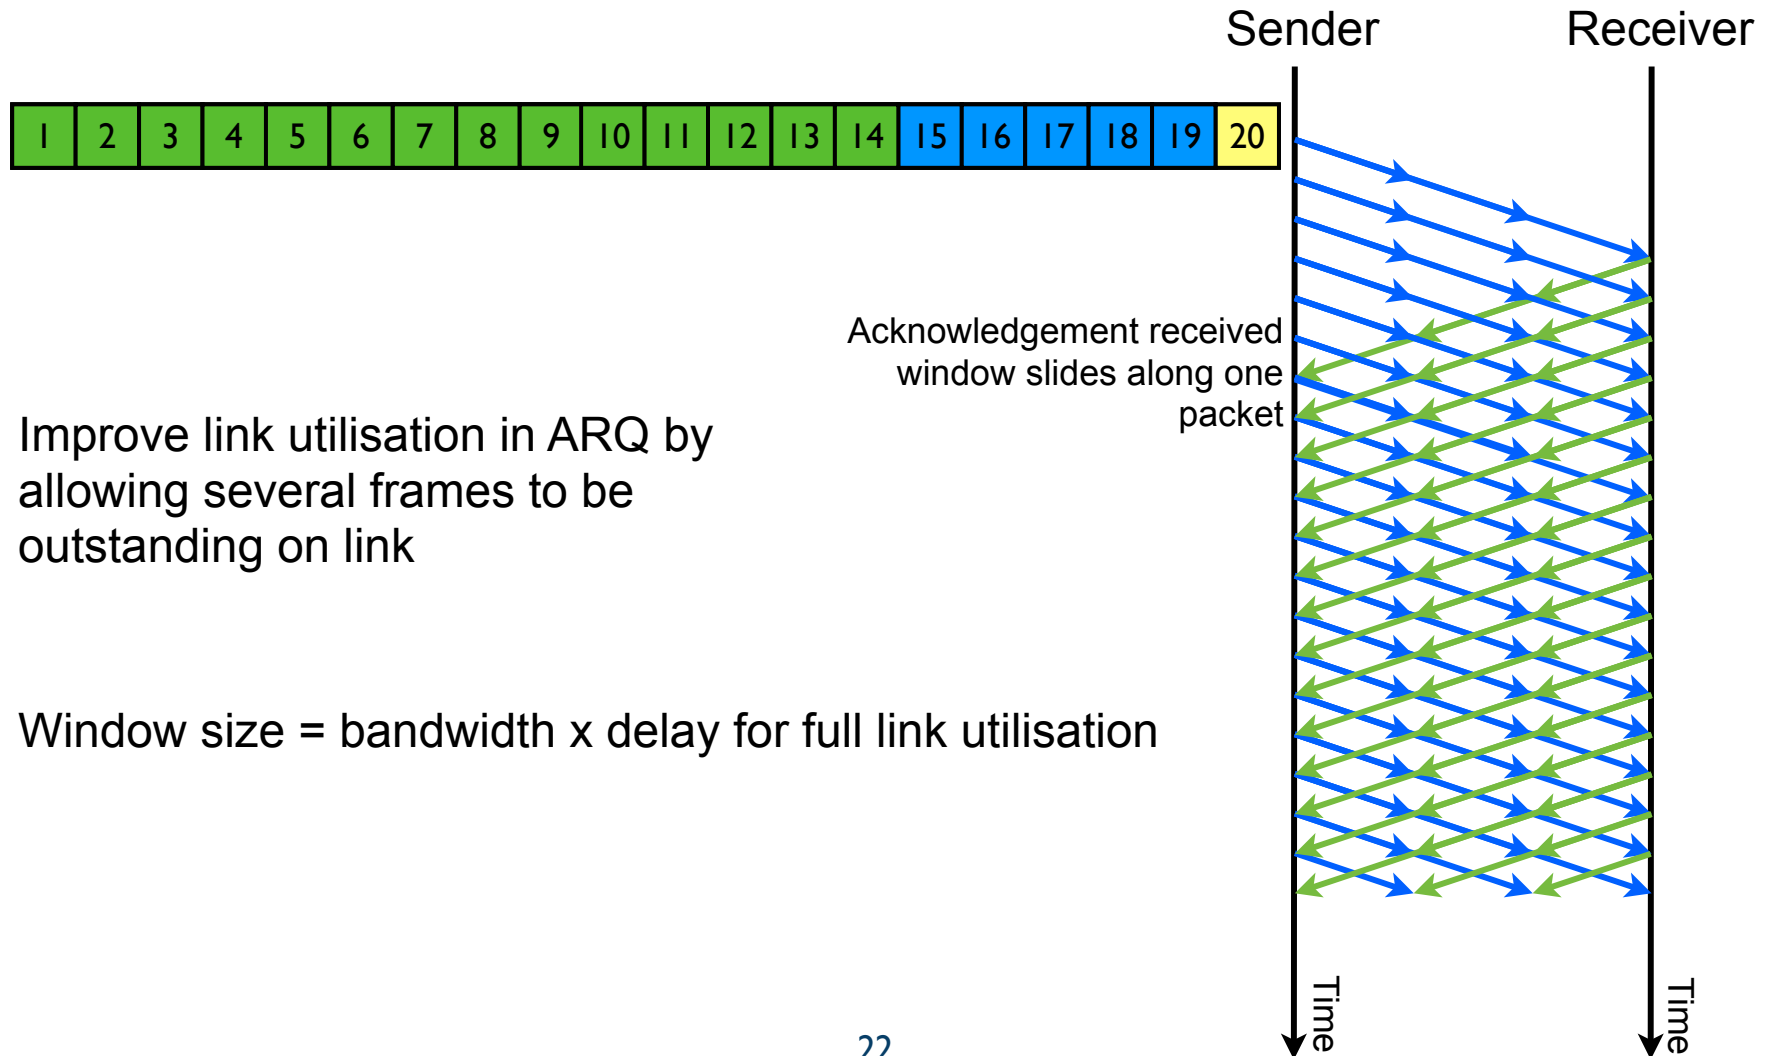 Sender Receiver
1 2 3 4 5 6 7 8 9 10 11 12 13 14 15 16 17 18 19 20
Acknowledgement received
window slides along one
packet
Improve link utilisation in ARQ by
allowing several frames to be
outstanding on link
Window size = bandwidth x delay for full link utilisation
Time Time
22